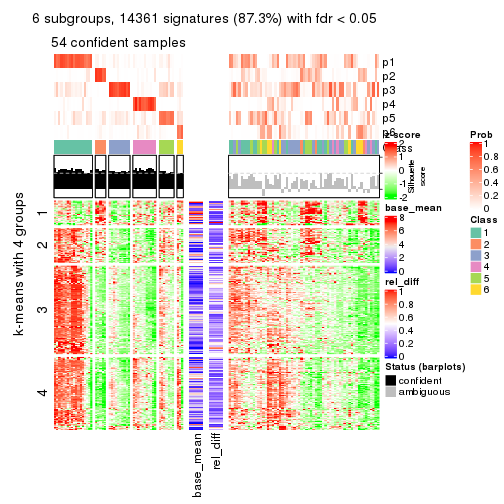 6 subgroups, 14361 signatures (87.3%) with fdr < 0.05
54 confident samples
p1
p2
p3
p4
p5
p6
Class
z_score
2
1
0
-1
-2
Silhouette
score
Prob
1
0.8
0.6
0.4
0.2
0
Class
1
2
3
4
5
6
base_mean
8
6
4
2
0
rel_diff
1
0.8
0.6
0.4
0.2
0
Status (barplots)
confident
ambiguous
k-means with 4 groups
1
2
3
4
base_mean
rel_diff